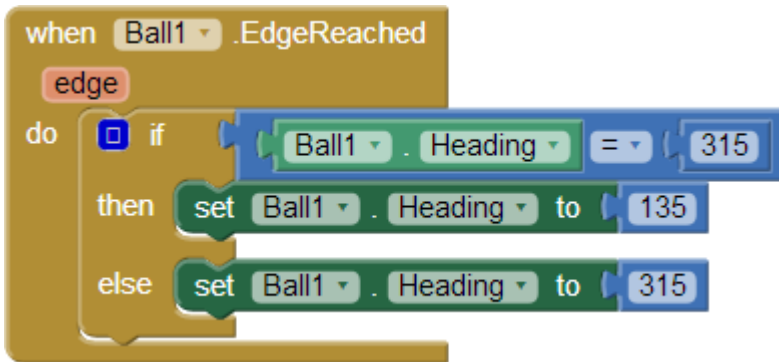 when Ball1 .EdgeReached
edge
do if Ball1 . Heading = 315
then set Ball1 . Heading to 135
else set Ball1 . Heading to 315